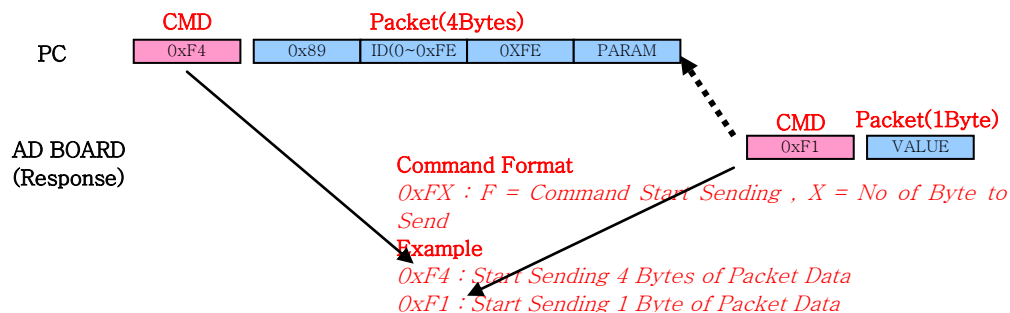 CMD Packet(4Bytes)
PC 0xF4 0x89 ID(0~0xFE 0XFE PARAM
CMD Packet(1Byte)
AD BOARD 0xF1 VALUE
(Response)
Command Format
0xFX : F = Command Start Sending , X = No of Byte to
Send
Example
0xF4 : Start Sending 4 Bytes of Packet Data
0xF1 : Start Sending 1 Byte of Packet Data